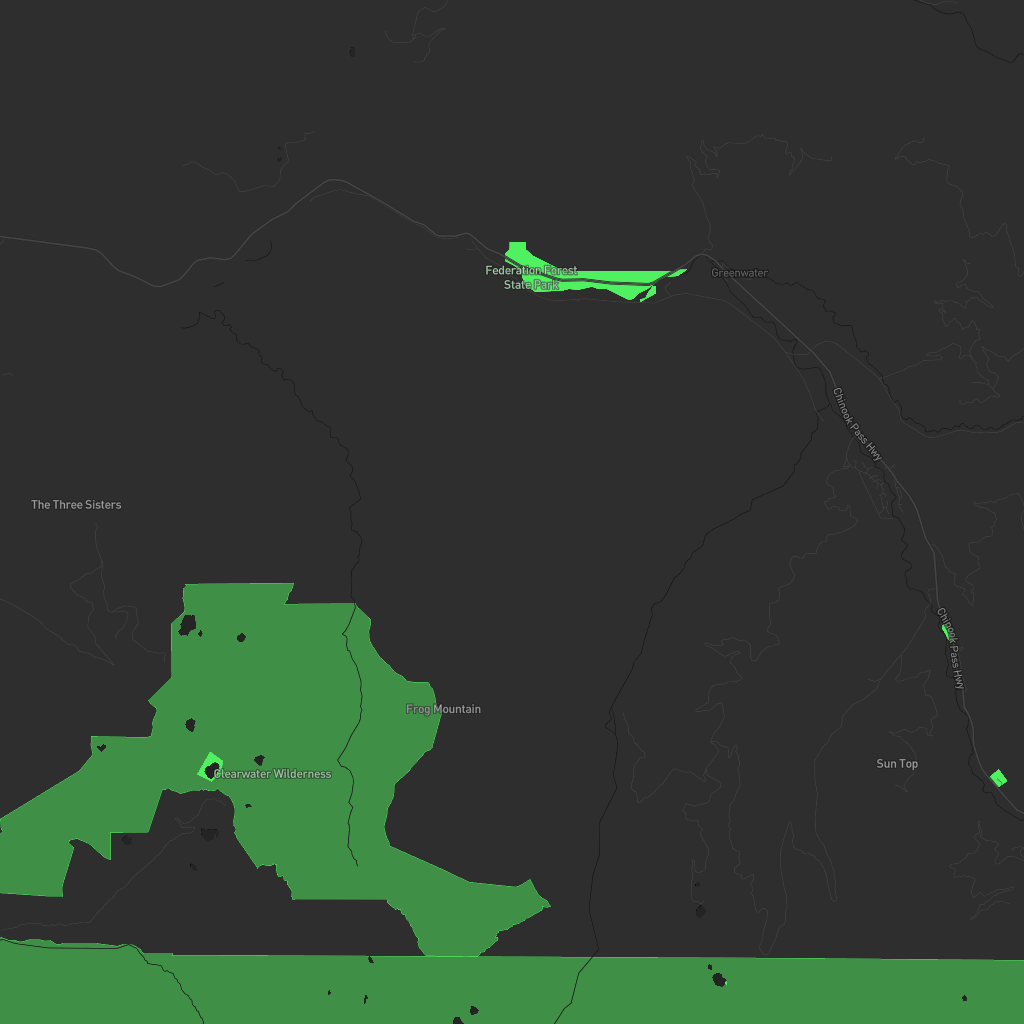 Federation Forest
State Park
Greenwater
Chinook Pass Hwy
The Three Sisters
Chinook Pass Hwy
Frog Mountain
Sun Top
Clearwater Wilderness